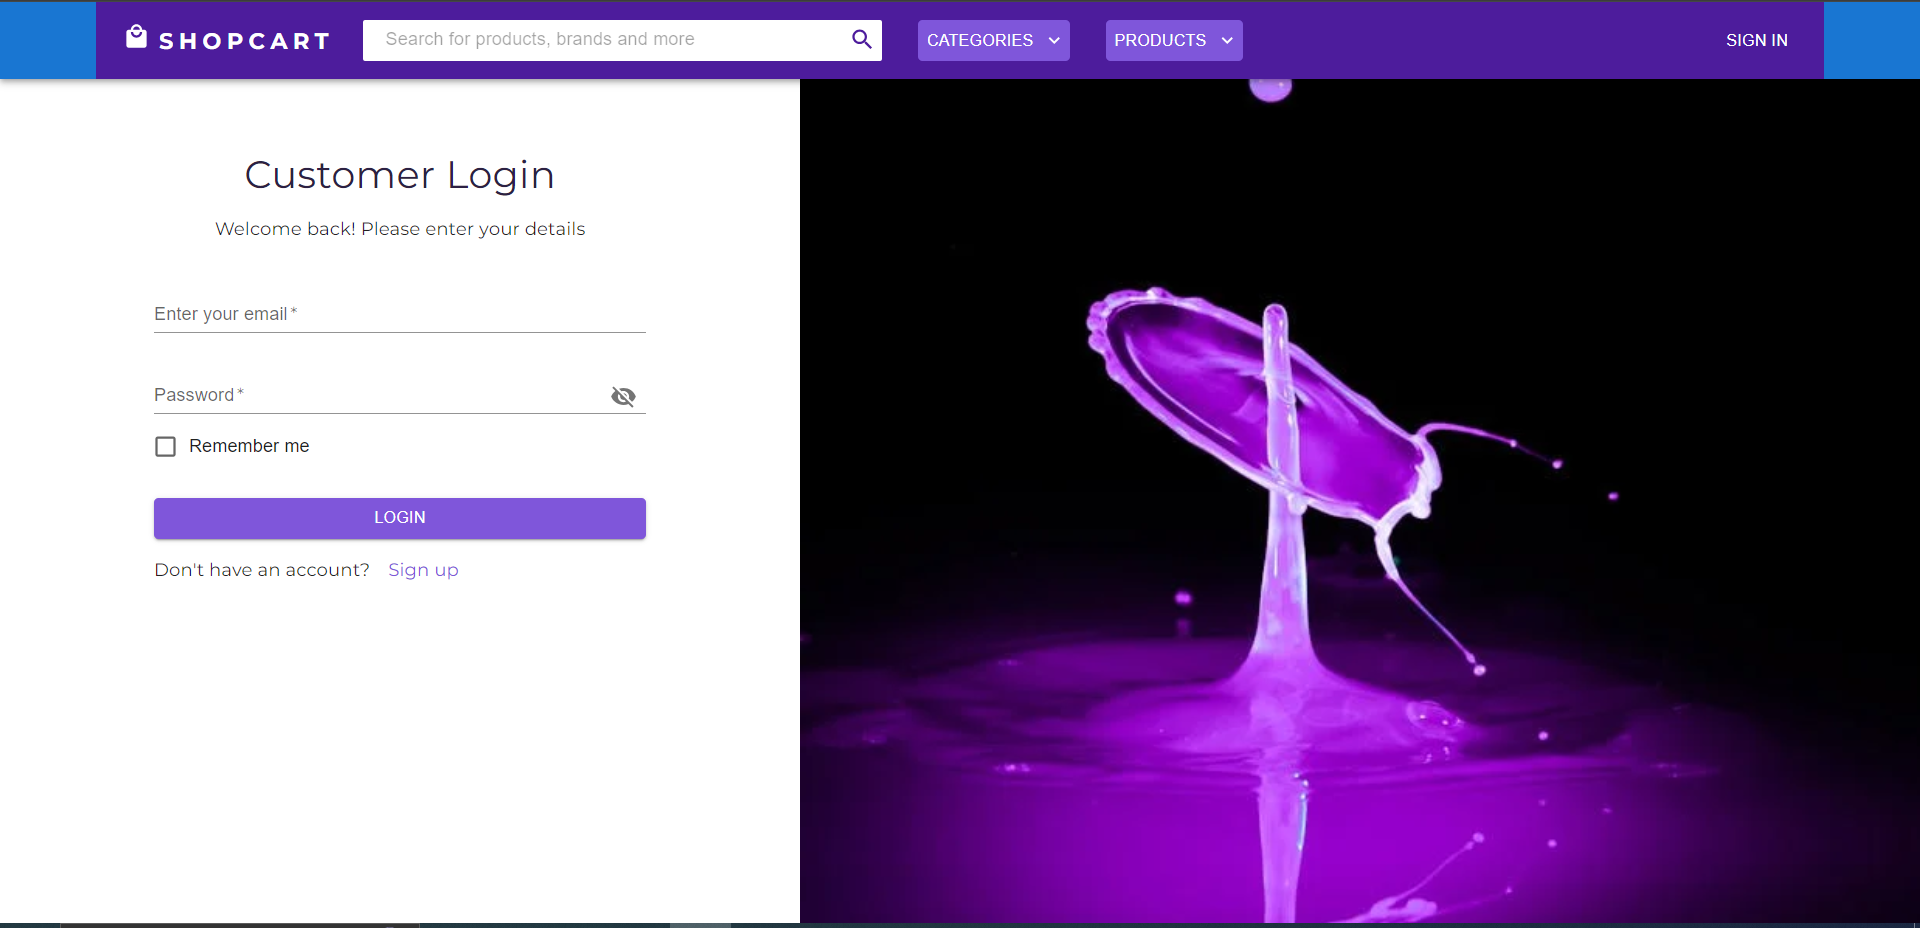 SHOPCART
Search for products, brands and more
CATEGORIES
PRODUCTS
SIGN IN
Customer Login
Welcome back! Please enter your details
Enter your email *
Password *
Remember me
LOGIN
Don't have an account? Sign up